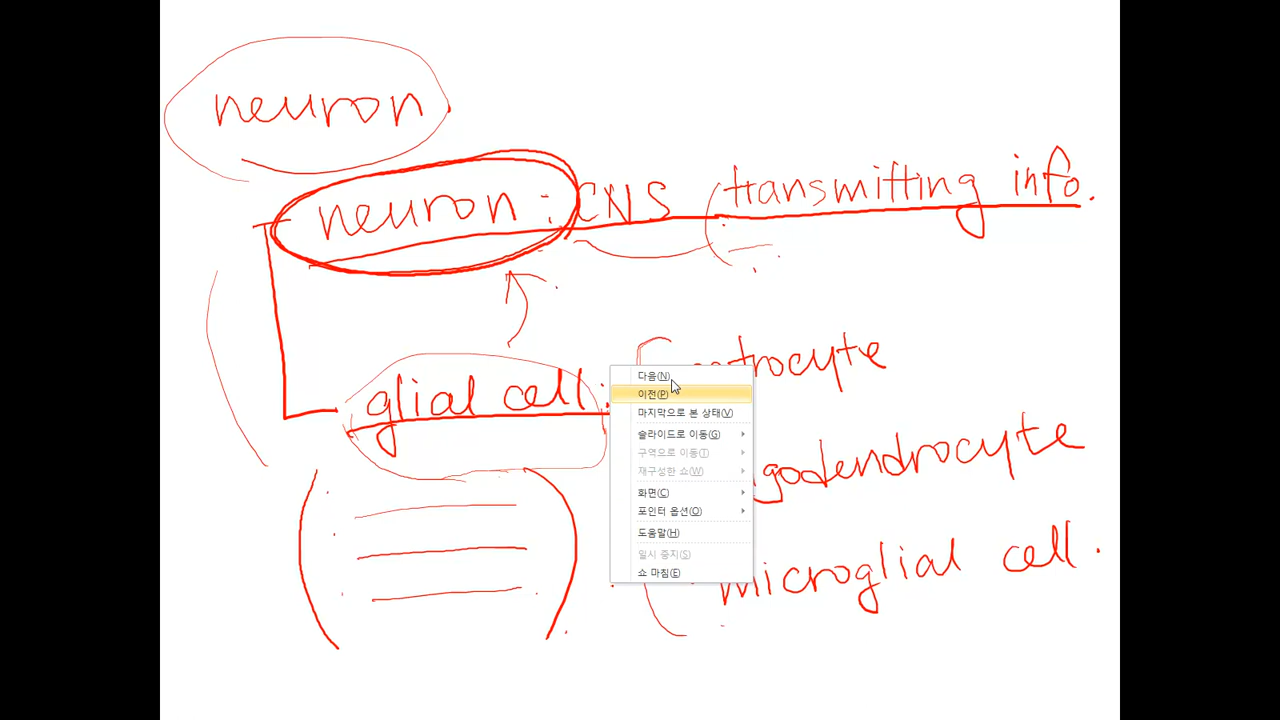 neuron
neuron : CNS transmitting info.
glial cell :
다음(N)
이전(P)
마지막으로 본 상태(V)
슬라이드로 이동(G)
구역으로 이동(T)
재구성한 쇼(W)
화면(C)
포인터 옵션(O)
도움말(H)
일시 중지(S)
쇼 마침(E)
microglial cell.